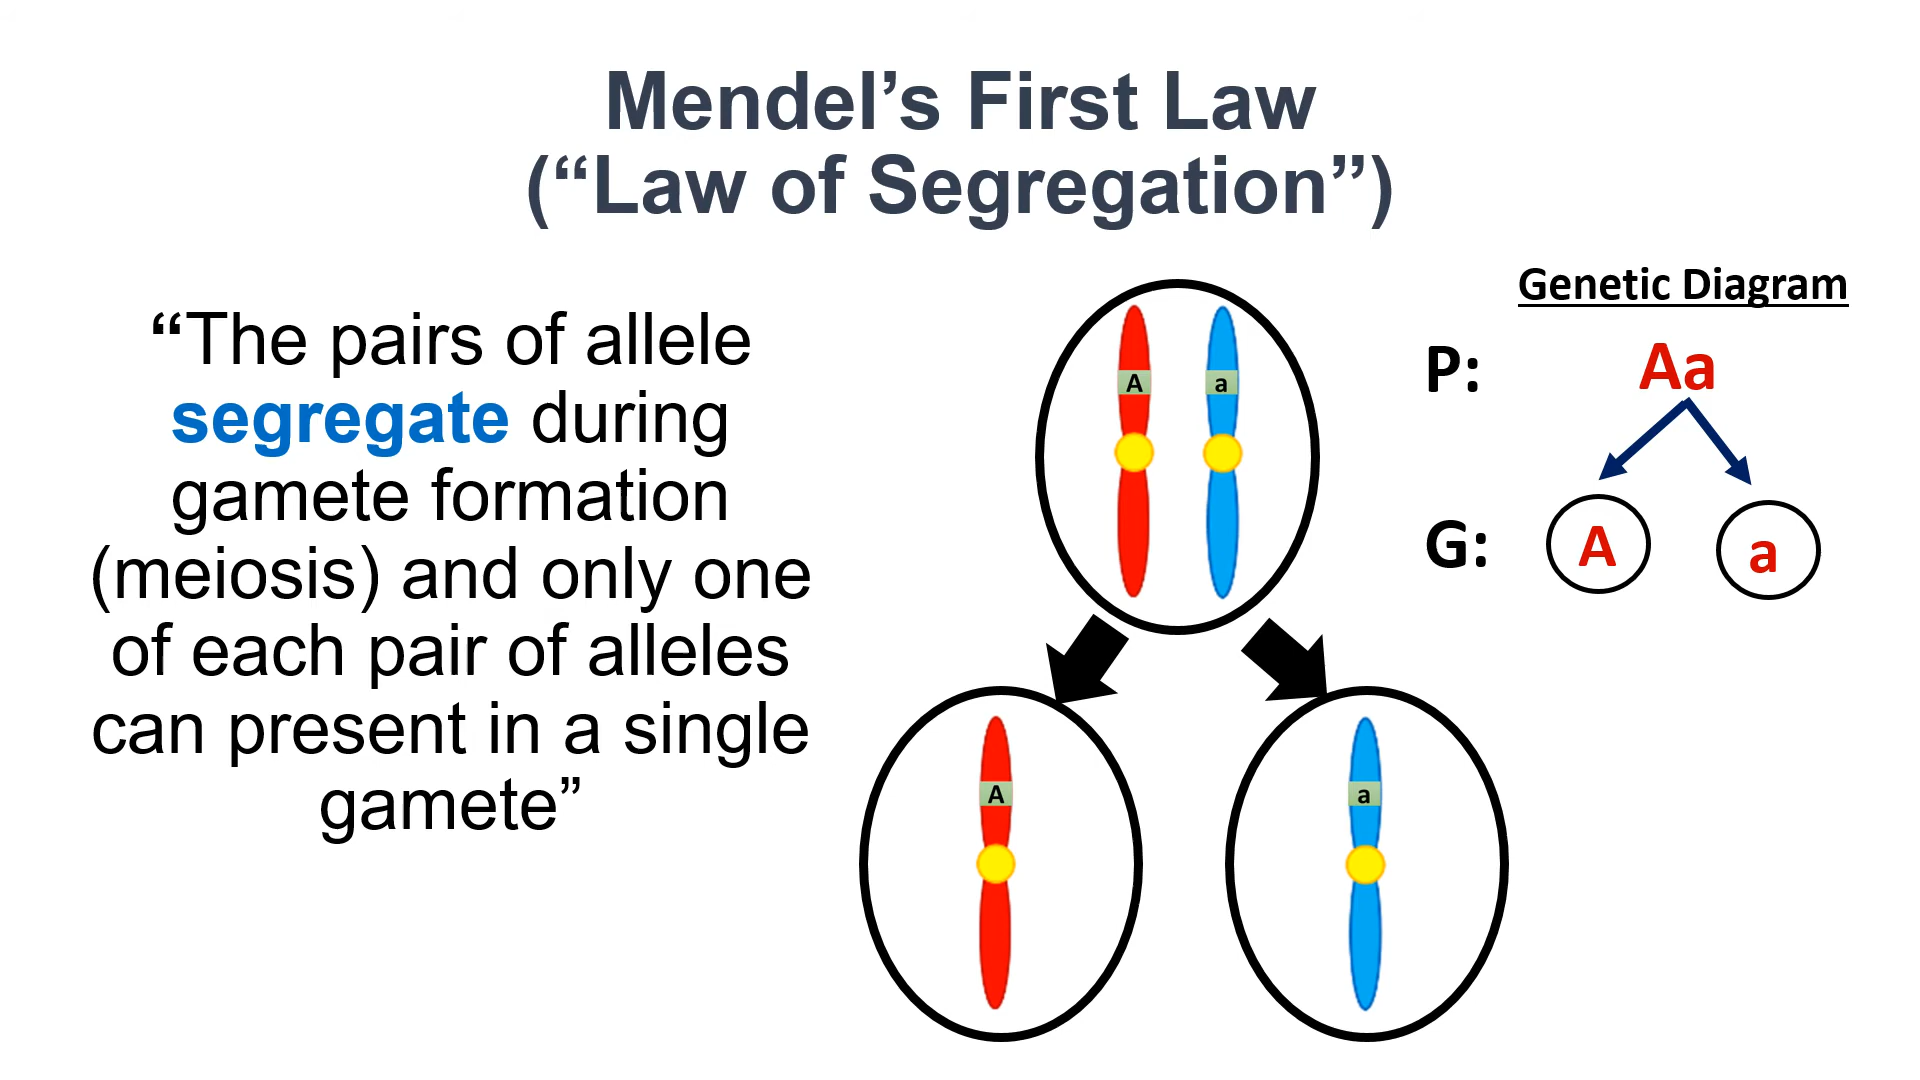 Mendel’s First Law
(“Law of Segregation”)
“The pairs of allele
segregate during
gamete formation
(meiosis) and only one
of each pair of alleles
can present in a single
gamete”
A a
A
a
Genetic Diagram
P: Aa
G: A a